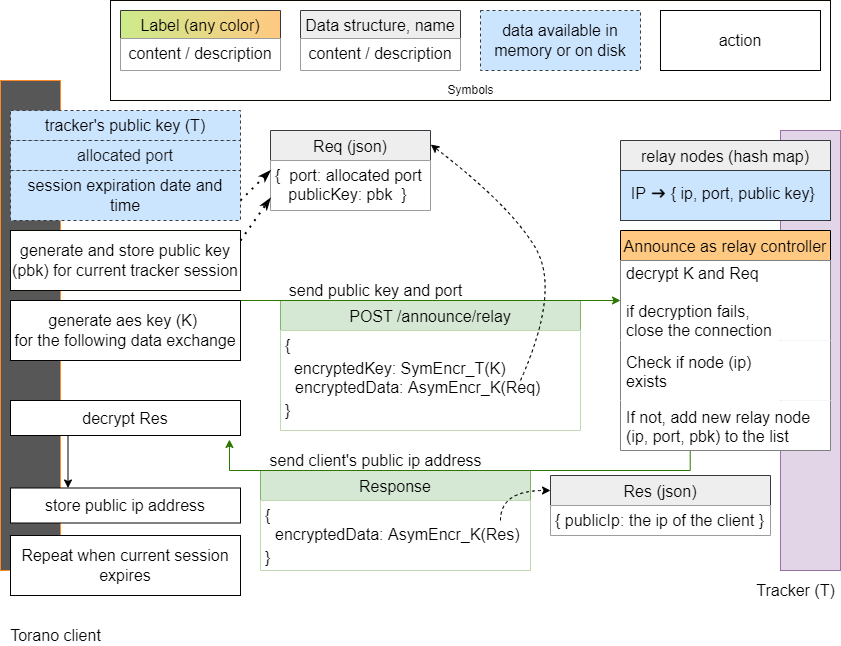 Label (any color)
content / description
Data structure, name
content / description
data available in
memory or on disk
action
Symbols
tracker's public key (T)
allocated port
session expiration date and
time
generate and store public key
(pbk) for current tracker session
generate aes key (K)
for the following data exchange
decrypt Res
store public ip address
Repeat when current session
expires
Torano client
Req (json)
{  port: allocated port
publicKey: pbk  }
send public key and port
POST /announce/relay
{
encryptedKey: SymEncr_T(K)
encryptedData: AsymEncr_K(Req)
}
send client's public ip address
Response
{
encryptedData: AsymEncr_K(Res)
}
Res (json)
{ publicIp: the ip of the client }
relay nodes (hash map)
IP ➔ { ip, port, public key}
Announce as relay controller
decrypt K and Req
if decryption fails,
close the connection
Check if node (ip)
exists
If not, add new relay node
(ip, port, pbk) to the list
Tracker (T)